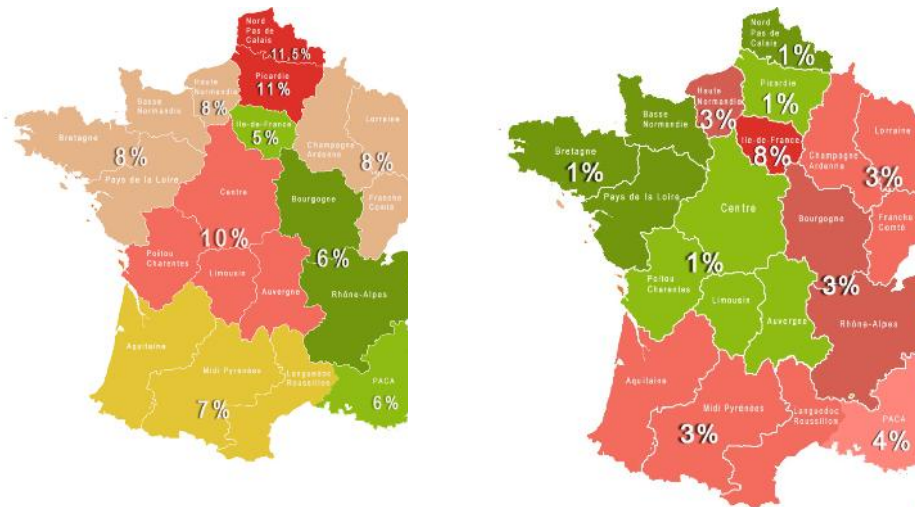 Nord
Pas de
Calais
11,5%
Picardie
11%
Haute
Normandie
8%
Basse
Normandie
Ile-de-France
5%
Lorraine
Champagne
Ardenne
8%
Bretagne
8%
Pays de la Loire
Centre
Bourgogne
Franche
Comté
10%
6%
Poitou
Charentes
Limousin
Auvergne
Rhône-Alpes
Aquitaine
Midi Pyrénées
Languedoc
Roussillon
7%
PACA
6%
Nord
Pas de
Calais
1%
Picardie
1%
Haute
Normandie
3%
Basse
Normandie
Ile-de-France
8%
Lorraine
Champagne
Ardenne
3%
Bretagne
1%
Pays de la Loire
Centre
Bourgogne
Franche
Comté
1%
3%
Poitou
Charentes
Limousin
Auvergne
Rhône-Alpes
Aquitaine
Midi Pyrénées
3%
Languedoc
Roussillon
PACA
4%